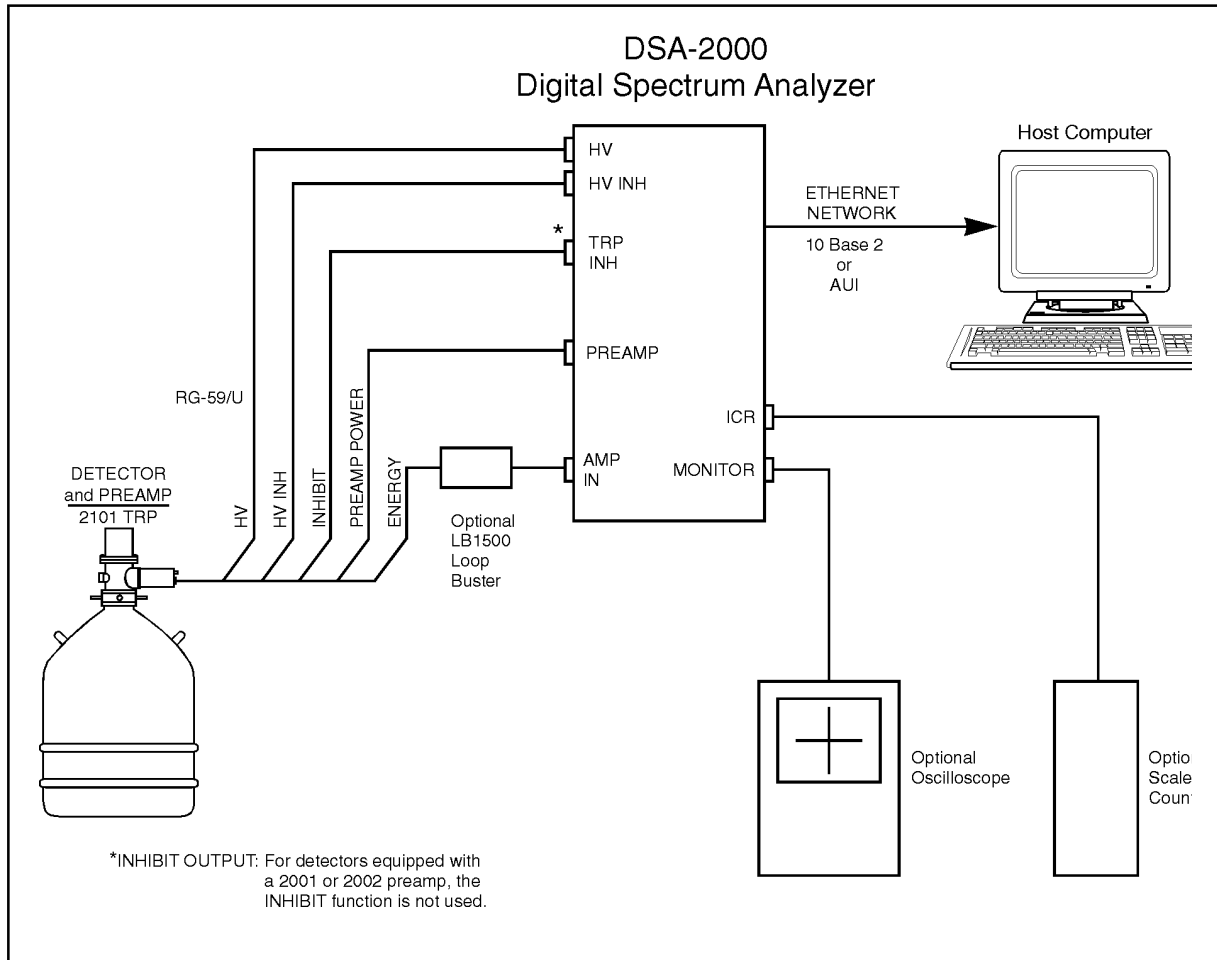 DSA-2000
Digital Spectrum Analyzer
Host Computer
HV
HV INH
*
TRP
INH
PREAMP
AMP
IN
ICR
MONITOR
ETHERNET
NETWORK
10 Base 2
or
AUI
RG-59/U
HV
HV INH
INHIBIT
PREAMP POWER
ENERGY
DETECTOR
and PREAMP
2101 TRP
Optional
LB1500
Loop
Buster
Optional
Oscilloscope
Scale
Coun
*INHIBIT OUTPUT: For detectors equipped with
a 2001 or 2002 preamp, the
INHIBIT function is not used.